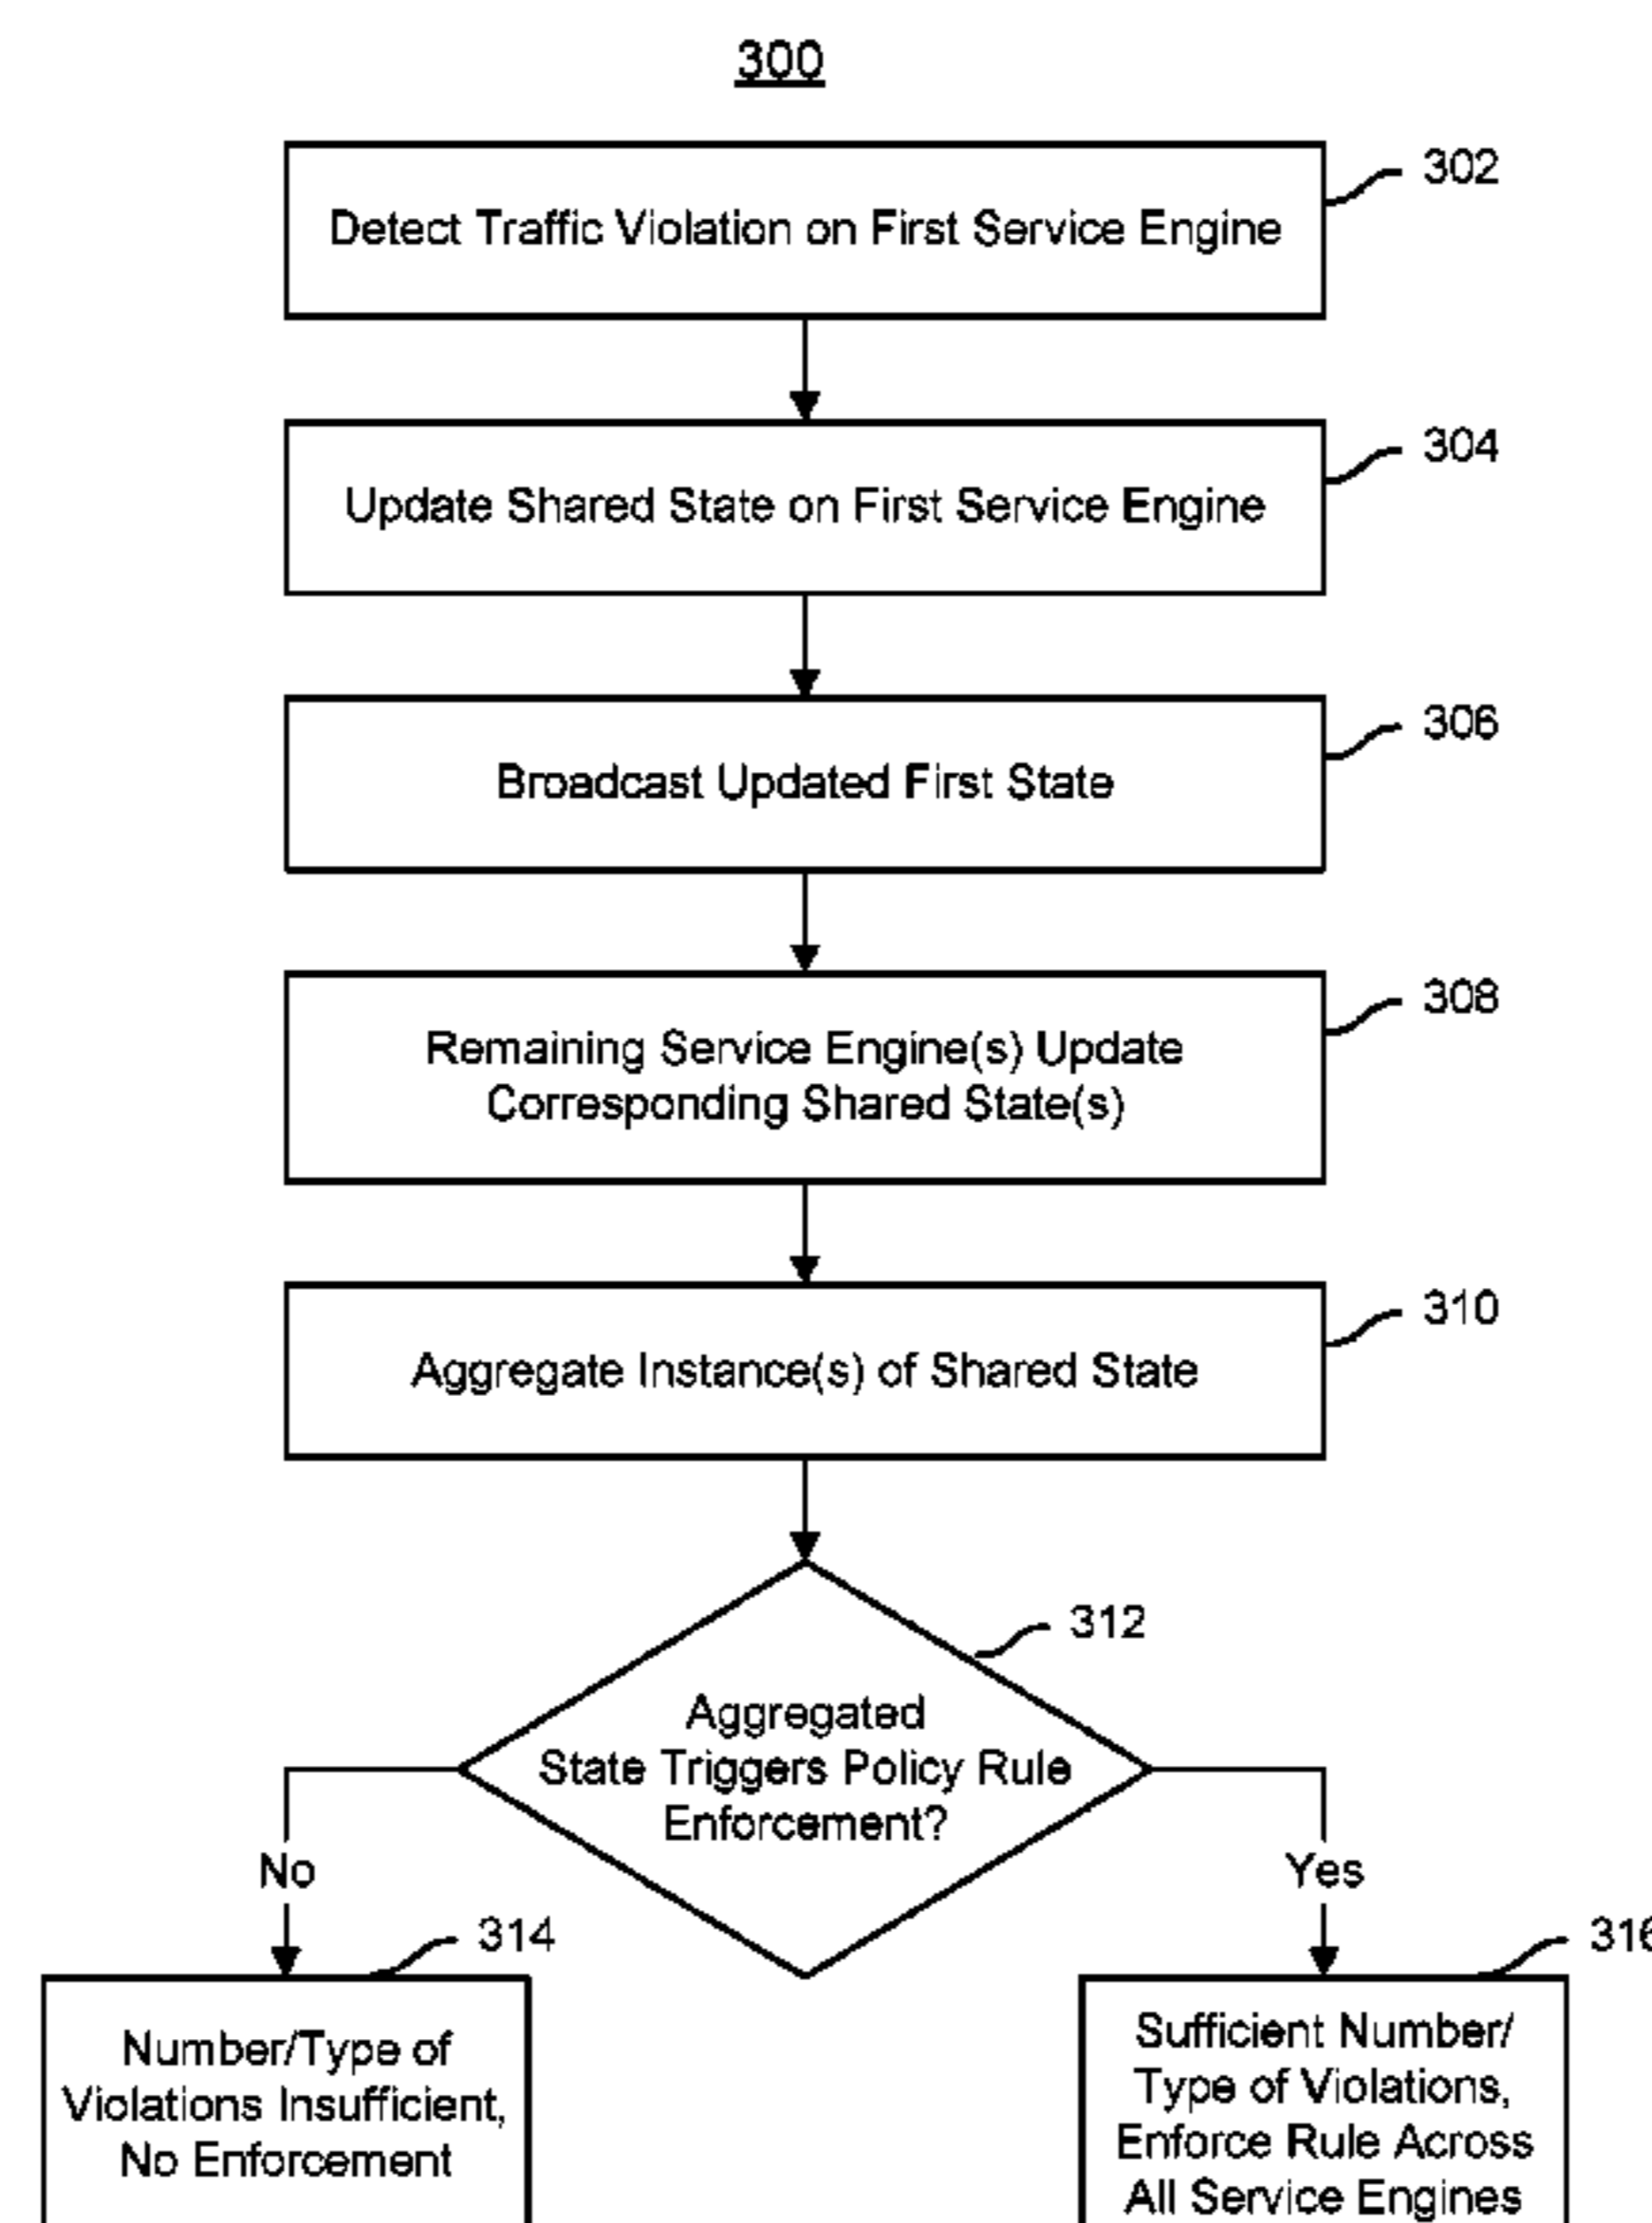 300
Detect Traffic Violation on First Service Engine
302
Update Shared State on First Service Engine
304
Broadcast Updated First State
306
Remaining Service Engine(s) Update
Corresponding Shared State(s)
308
Aggregate Instance(s) of Shared State
310
312
Aggregated
State Triggers Policy Rule
Enforcement?
No
Yes
314
Number/Type of
Violations Insufficient,
No Enforcement
316
Sufficient Number/
Type of Violations,
Enforce Rule Across
All Service Engines